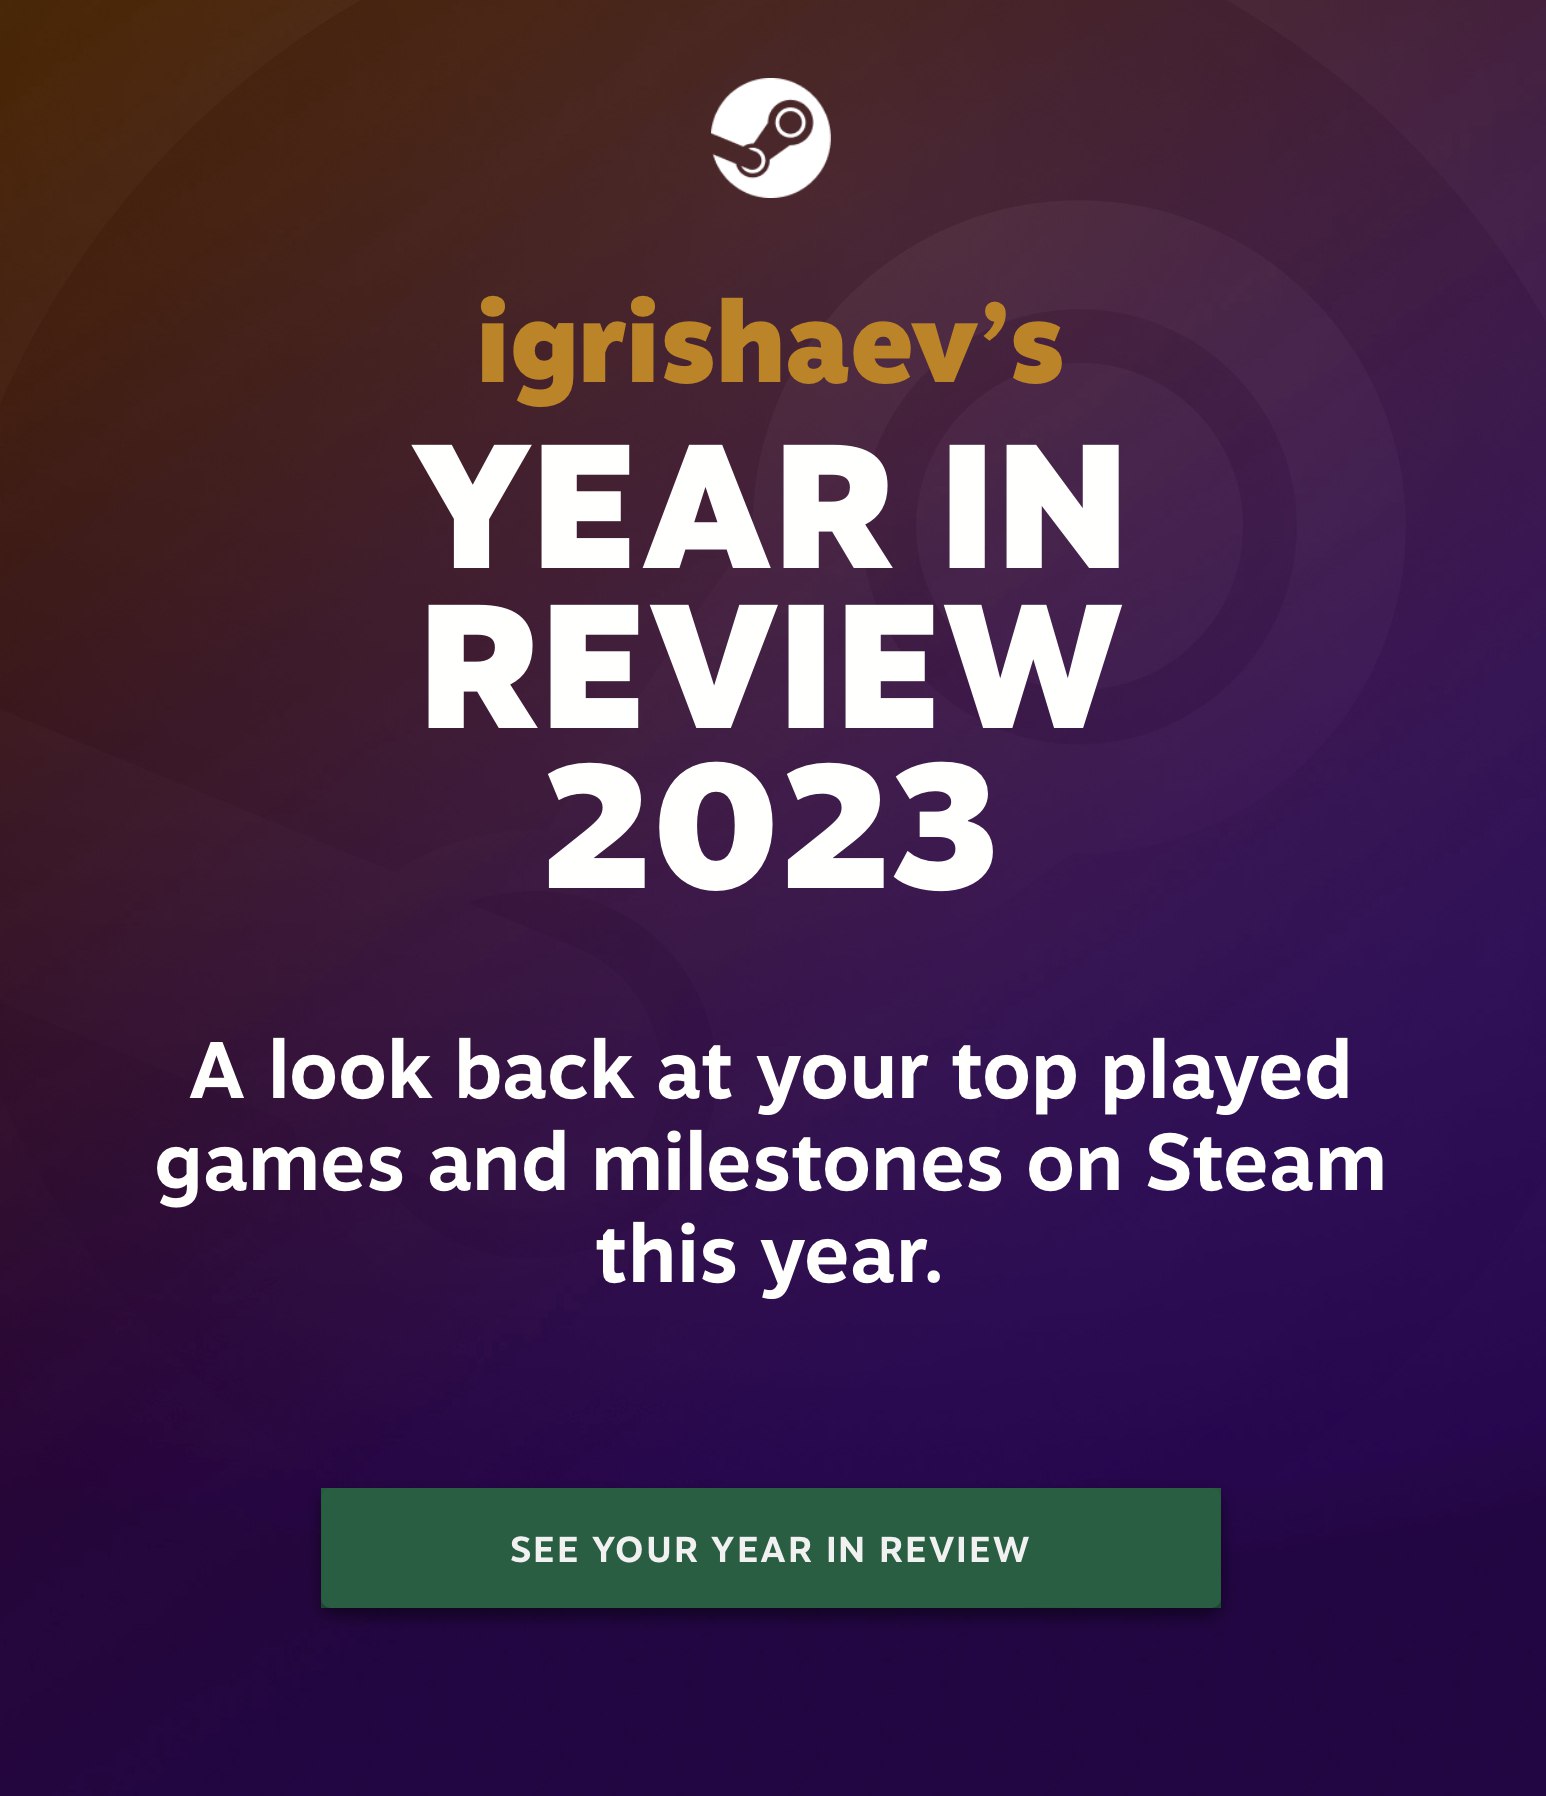 igrishaev’s
YEAR IN
REVIEW
2023
A look back at your top played
games and milestones on Steam
this year.
SEE YOUR YEAR IN REVIEW